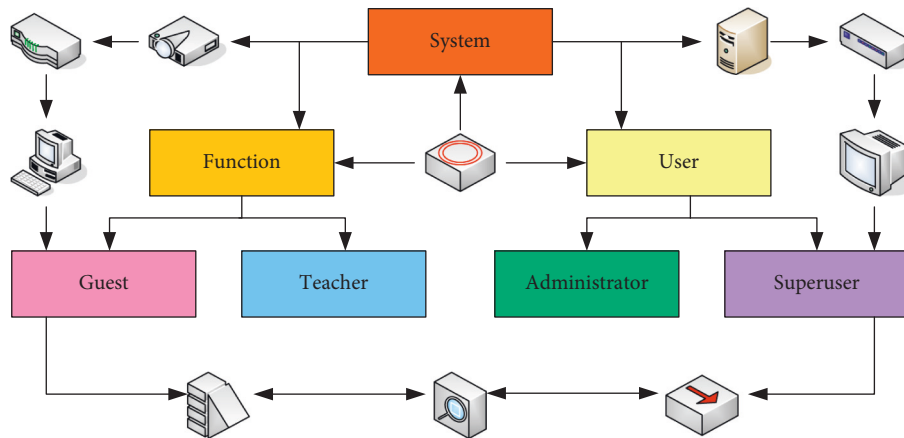 System
Function
User
Guest
Teacher
Administrator
Superuser